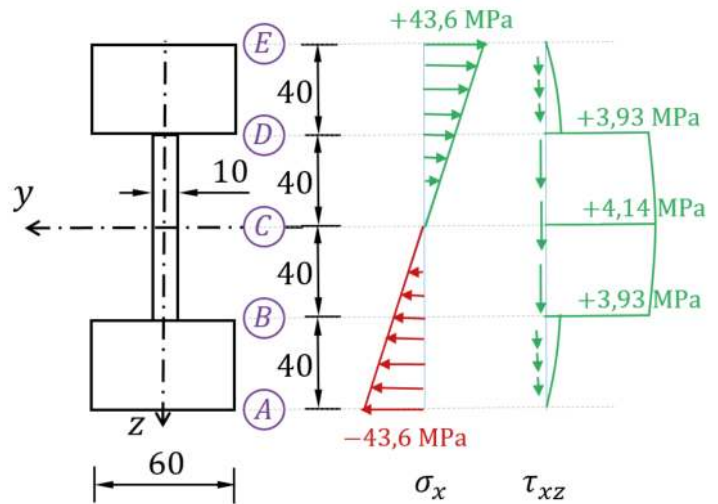 +43,6 MPa
E
40
D
+3,93 MPa
10
40
y
C
+4,14 MPa
40
B
+3,93 MPa
40
A
z
−43,6 MPa
60
σx
τxz